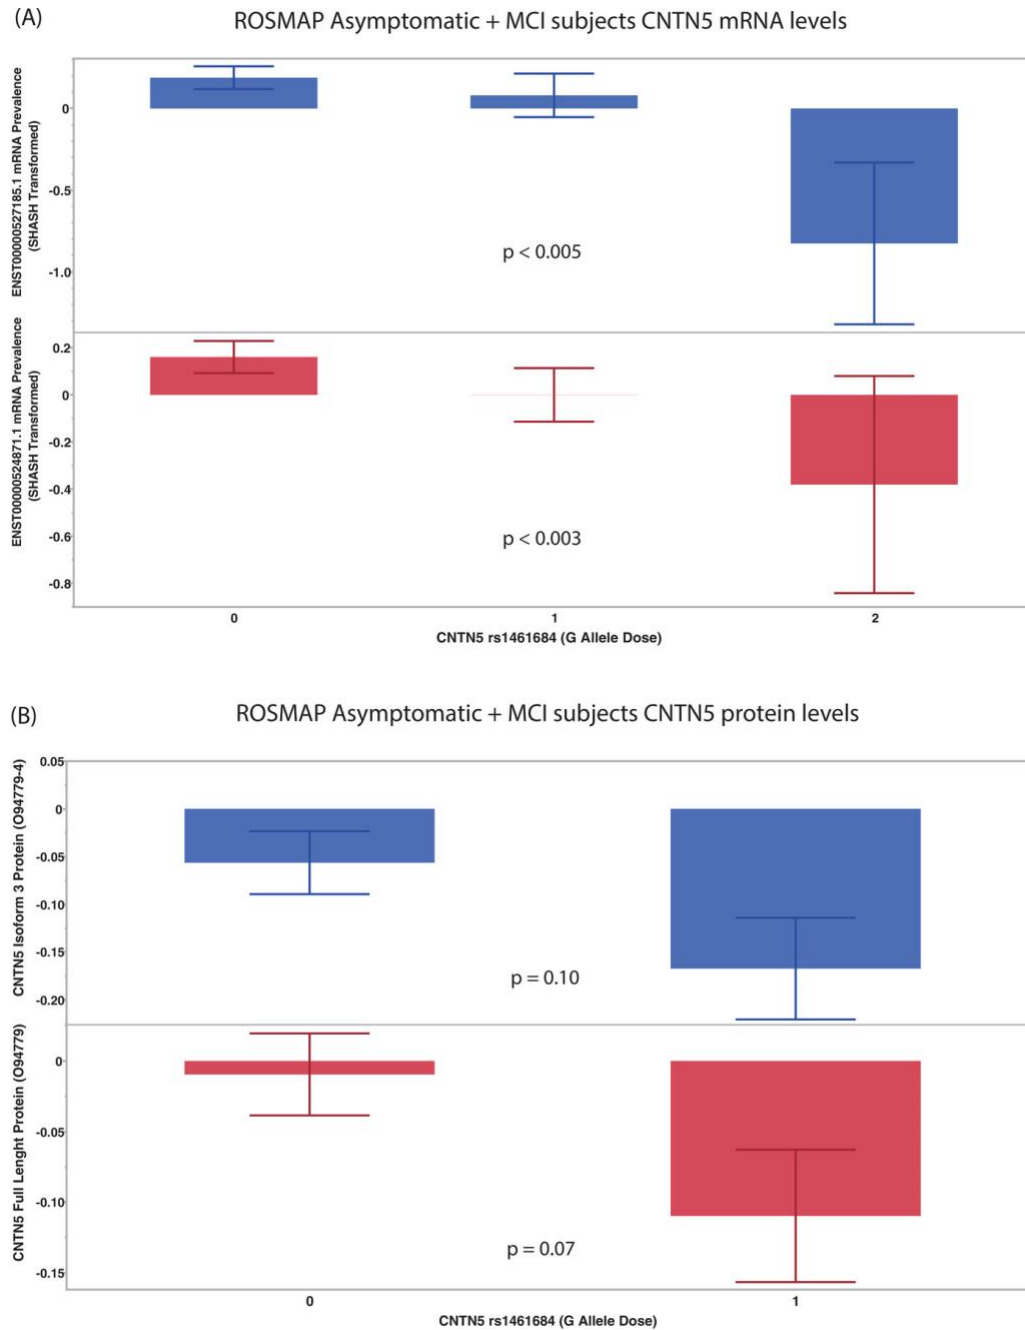 (A)
ROSMAP Asymptomatic + MCI subjects CNTN5 mRNA levels
ENST00000527185.1 mRNA Prevalence
(SHASH Transformed)
0
-0.5
-1.0
p < 0.005
ENST00000524871.1 mRNA Prevalence
(SHASH Transformed)
0.2
0
-0.2
-0.4
-0.6
-0.8
p < 0.003
0
1
2
CNTN5 rs1461684 (G Allele Dose)
(B)
ROSMAP Asymptomatic + MCI subjects CNTN5 protein levels
CNTN5 Isoform 3 Protein (O94779-4)
0.05
0
-0.05
-0.10
-0.15
-0.20
p = 0.10
CNTN5 Full Lenght Protein (O94779)
0
-0.05
-0.10
-0.15
p = 0.07
0
1
CNTN5 rs1461684 (G Allele Dose)